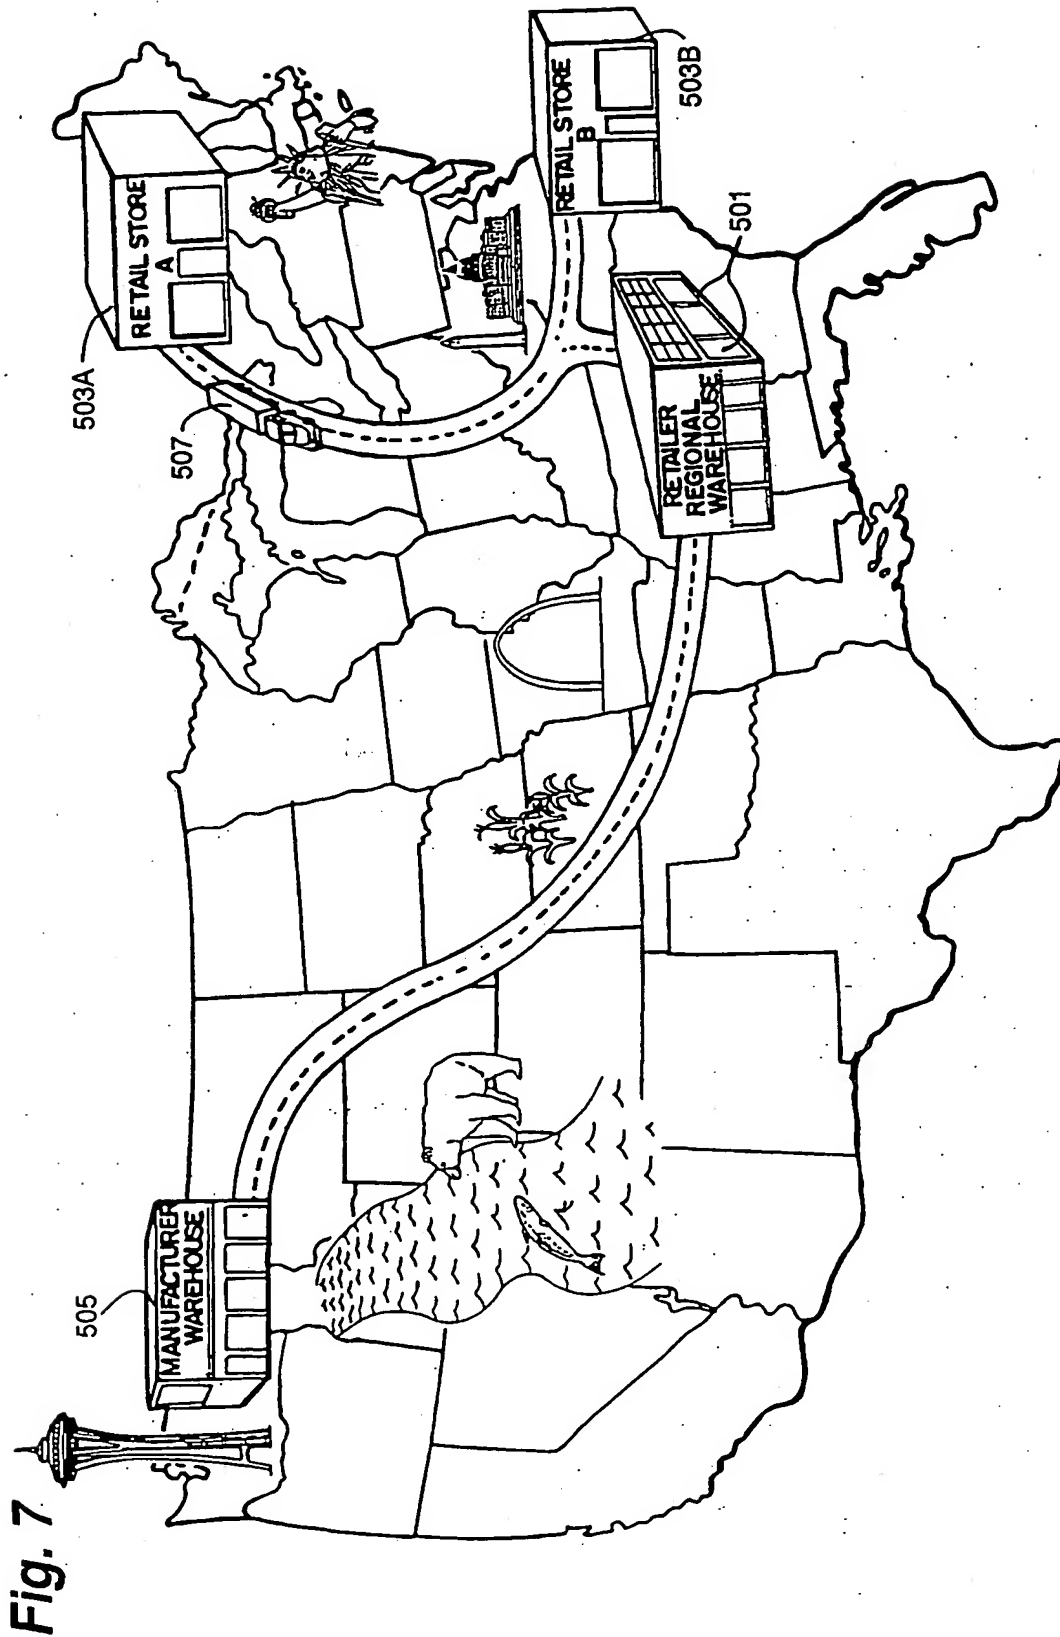 Fig. 7
505
MANUFACTURER
WAREHOUSE
503A
RETAIL STORE
A
507
RETAILER
REGIONAL
WAREHOUSE.
501
RETAIL STORE
B
503B